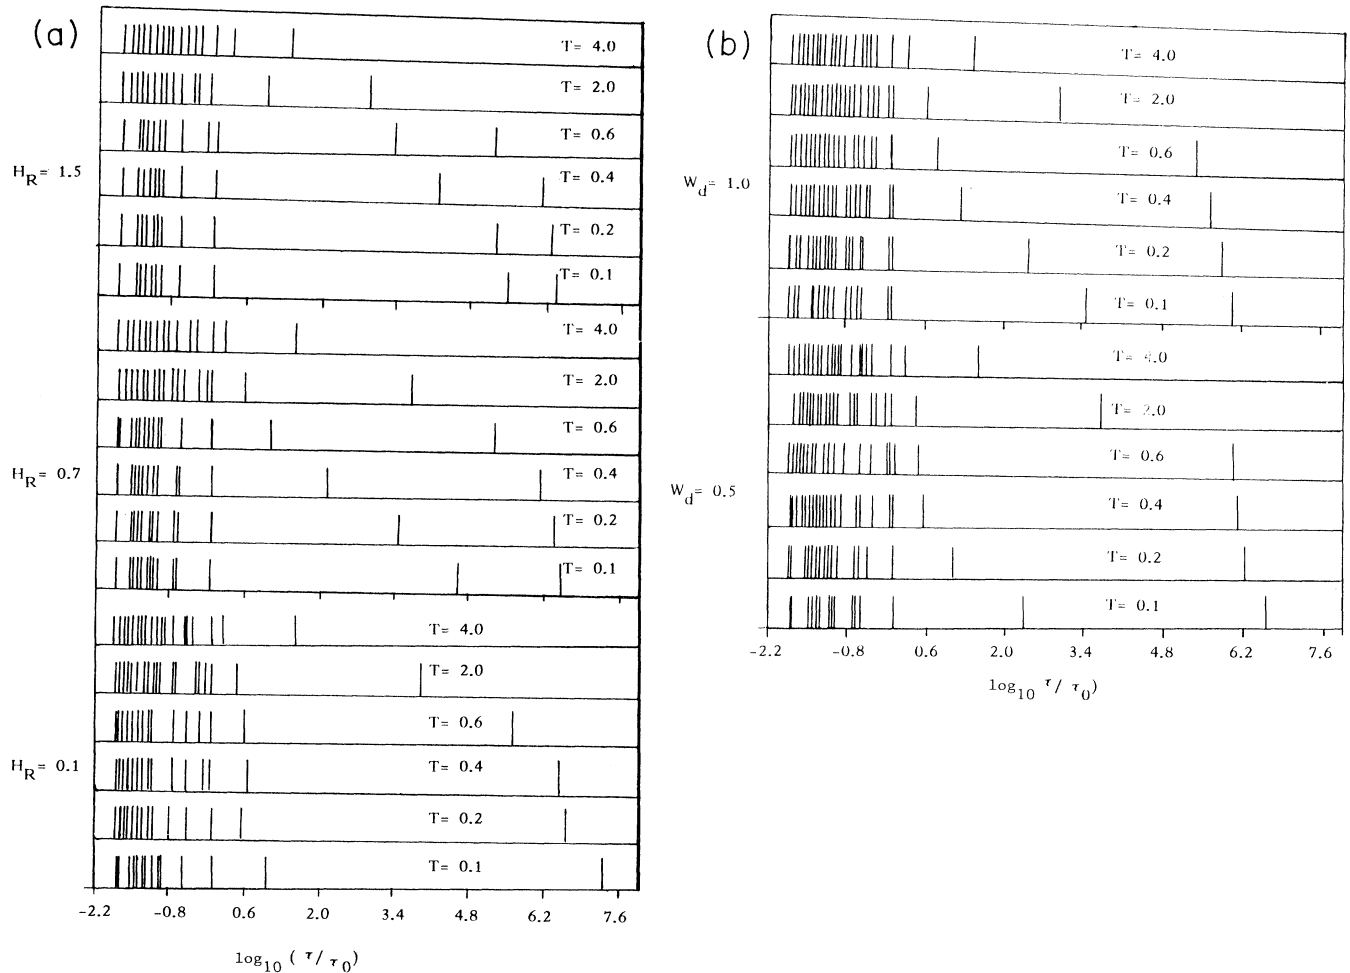 (a)
T= 4.0
T= 2.0
T= 0.6
H_R= 1.5
T= 0.4
T= 0.2
T= 0.1
T= 4.0
T= 2.0
T= 0.6
H_R= 0.7
T= 0.4
T= 0.2
T= 0.1
T= 4.0
T= 2.0
T= 0.6
H_R= 0.1
T= 0.4
T= 0.2
T= 0.1
-2.2 -0.8 0.6 2.0 3.4 4.8 6.2 7.6
log10 ( τ/ τ0)
(b)
T= 4.0
T= 2.0
T= 0.6
W_d= 1.0
T= 0.4
T= 0.2
T= 0.1
T= 4.0
T= 2.0
T= 0.6
W_d= 0.5
T= 0.4
T= 0.2
T= 0.1
-2.2 -0.8 0.6 2.0 3.4 4.8 6.2 7.6
log10 τ/ τ0)